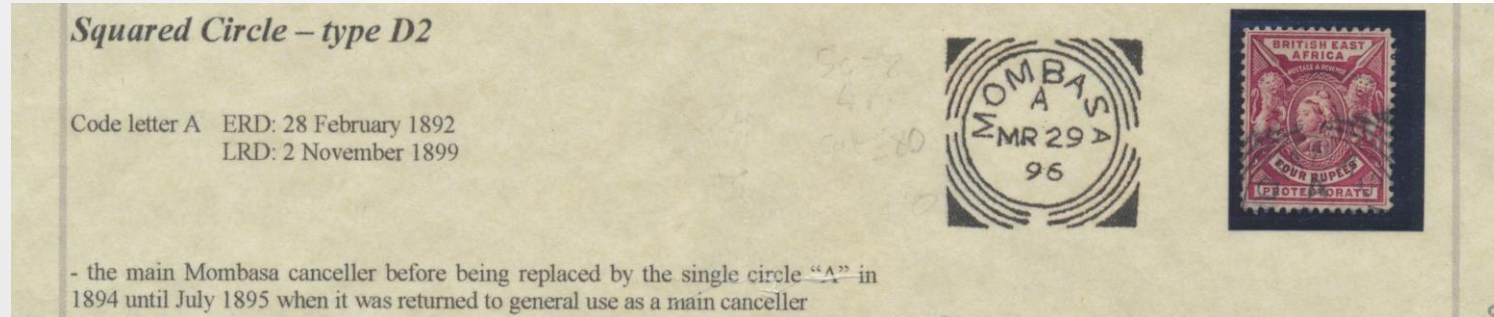 Squared Circle – type D2
Code letter A ERD: 28 February 1892
LRD: 2 November 1899
- the main Mombasa canceller before being replaced by the single circle “A” in
1894 until July 1895 when it was returned to general use as a main canceller
MOMBASA
A
MR 29
96
BRITISH EAST
AFRICA
POSTAGE & REVENUE
FOUR RUPEES
PROTECTORATE